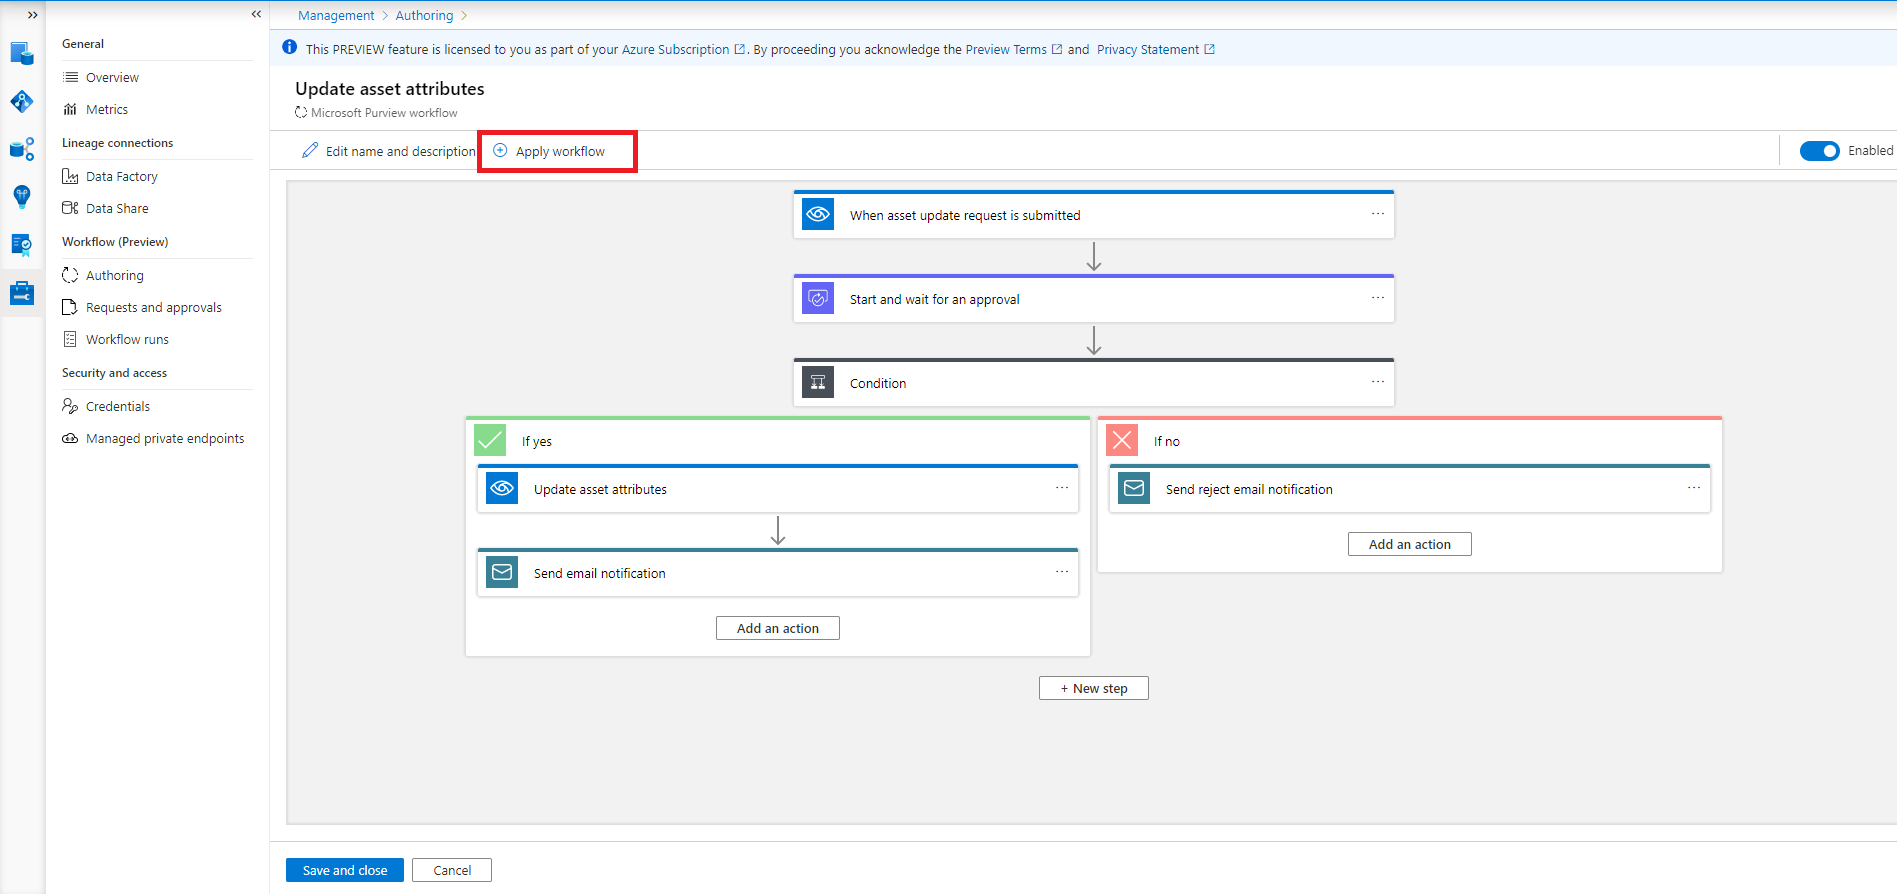 Management > Authoring >
This PREVIEW feature is licensed to you as part of your Azure Subscription. By proceeding you acknowledge the Preview Terms and Privacy Statement
General
Overview
Metrics
Lineage connections
Data Factory
Data Share
Workflow (Preview)
Authoring
Requests and approvals
Workflow runs
Security and access
Credentials
Managed private endpoints
Update asset attributes
Microsoft Purview workflow
Edit name and description
Apply workflow
Enabled
When asset update request is submitted
Start and wait for an approval
Condition
If yes
Update asset attributes
Send email notification
Add an action
If no
Send reject email notification
Add an action
+ New step
Save and close
Cancel